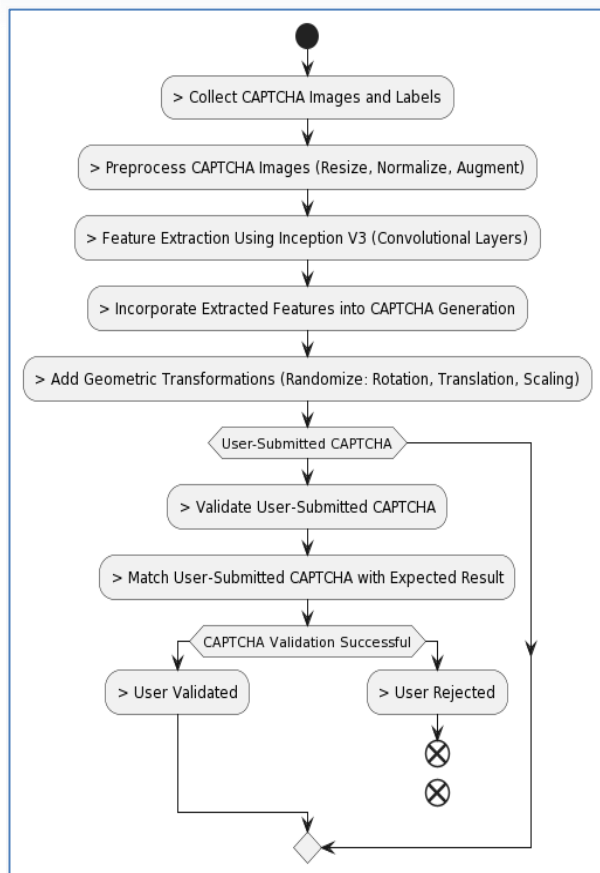 > Collect CAPTCHA Images and Labels
> Preprocess CAPTCHA Images (Resize, Normalize, Augment)
> Feature Extraction Using Inception V3 (Convolutional Layers)
> Incorporate Extracted Features into CAPTCHA Generation
> Add Geometric Transformations (Randomize: Rotation, Translation, Scaling)
User-Submitted CAPTCHA
> Validate User-Submitted CAPTCHA
> Match User-Submitted CAPTCHA with Expected Result
CAPTCHA Validation Successful
> User Validated
> User Rejected